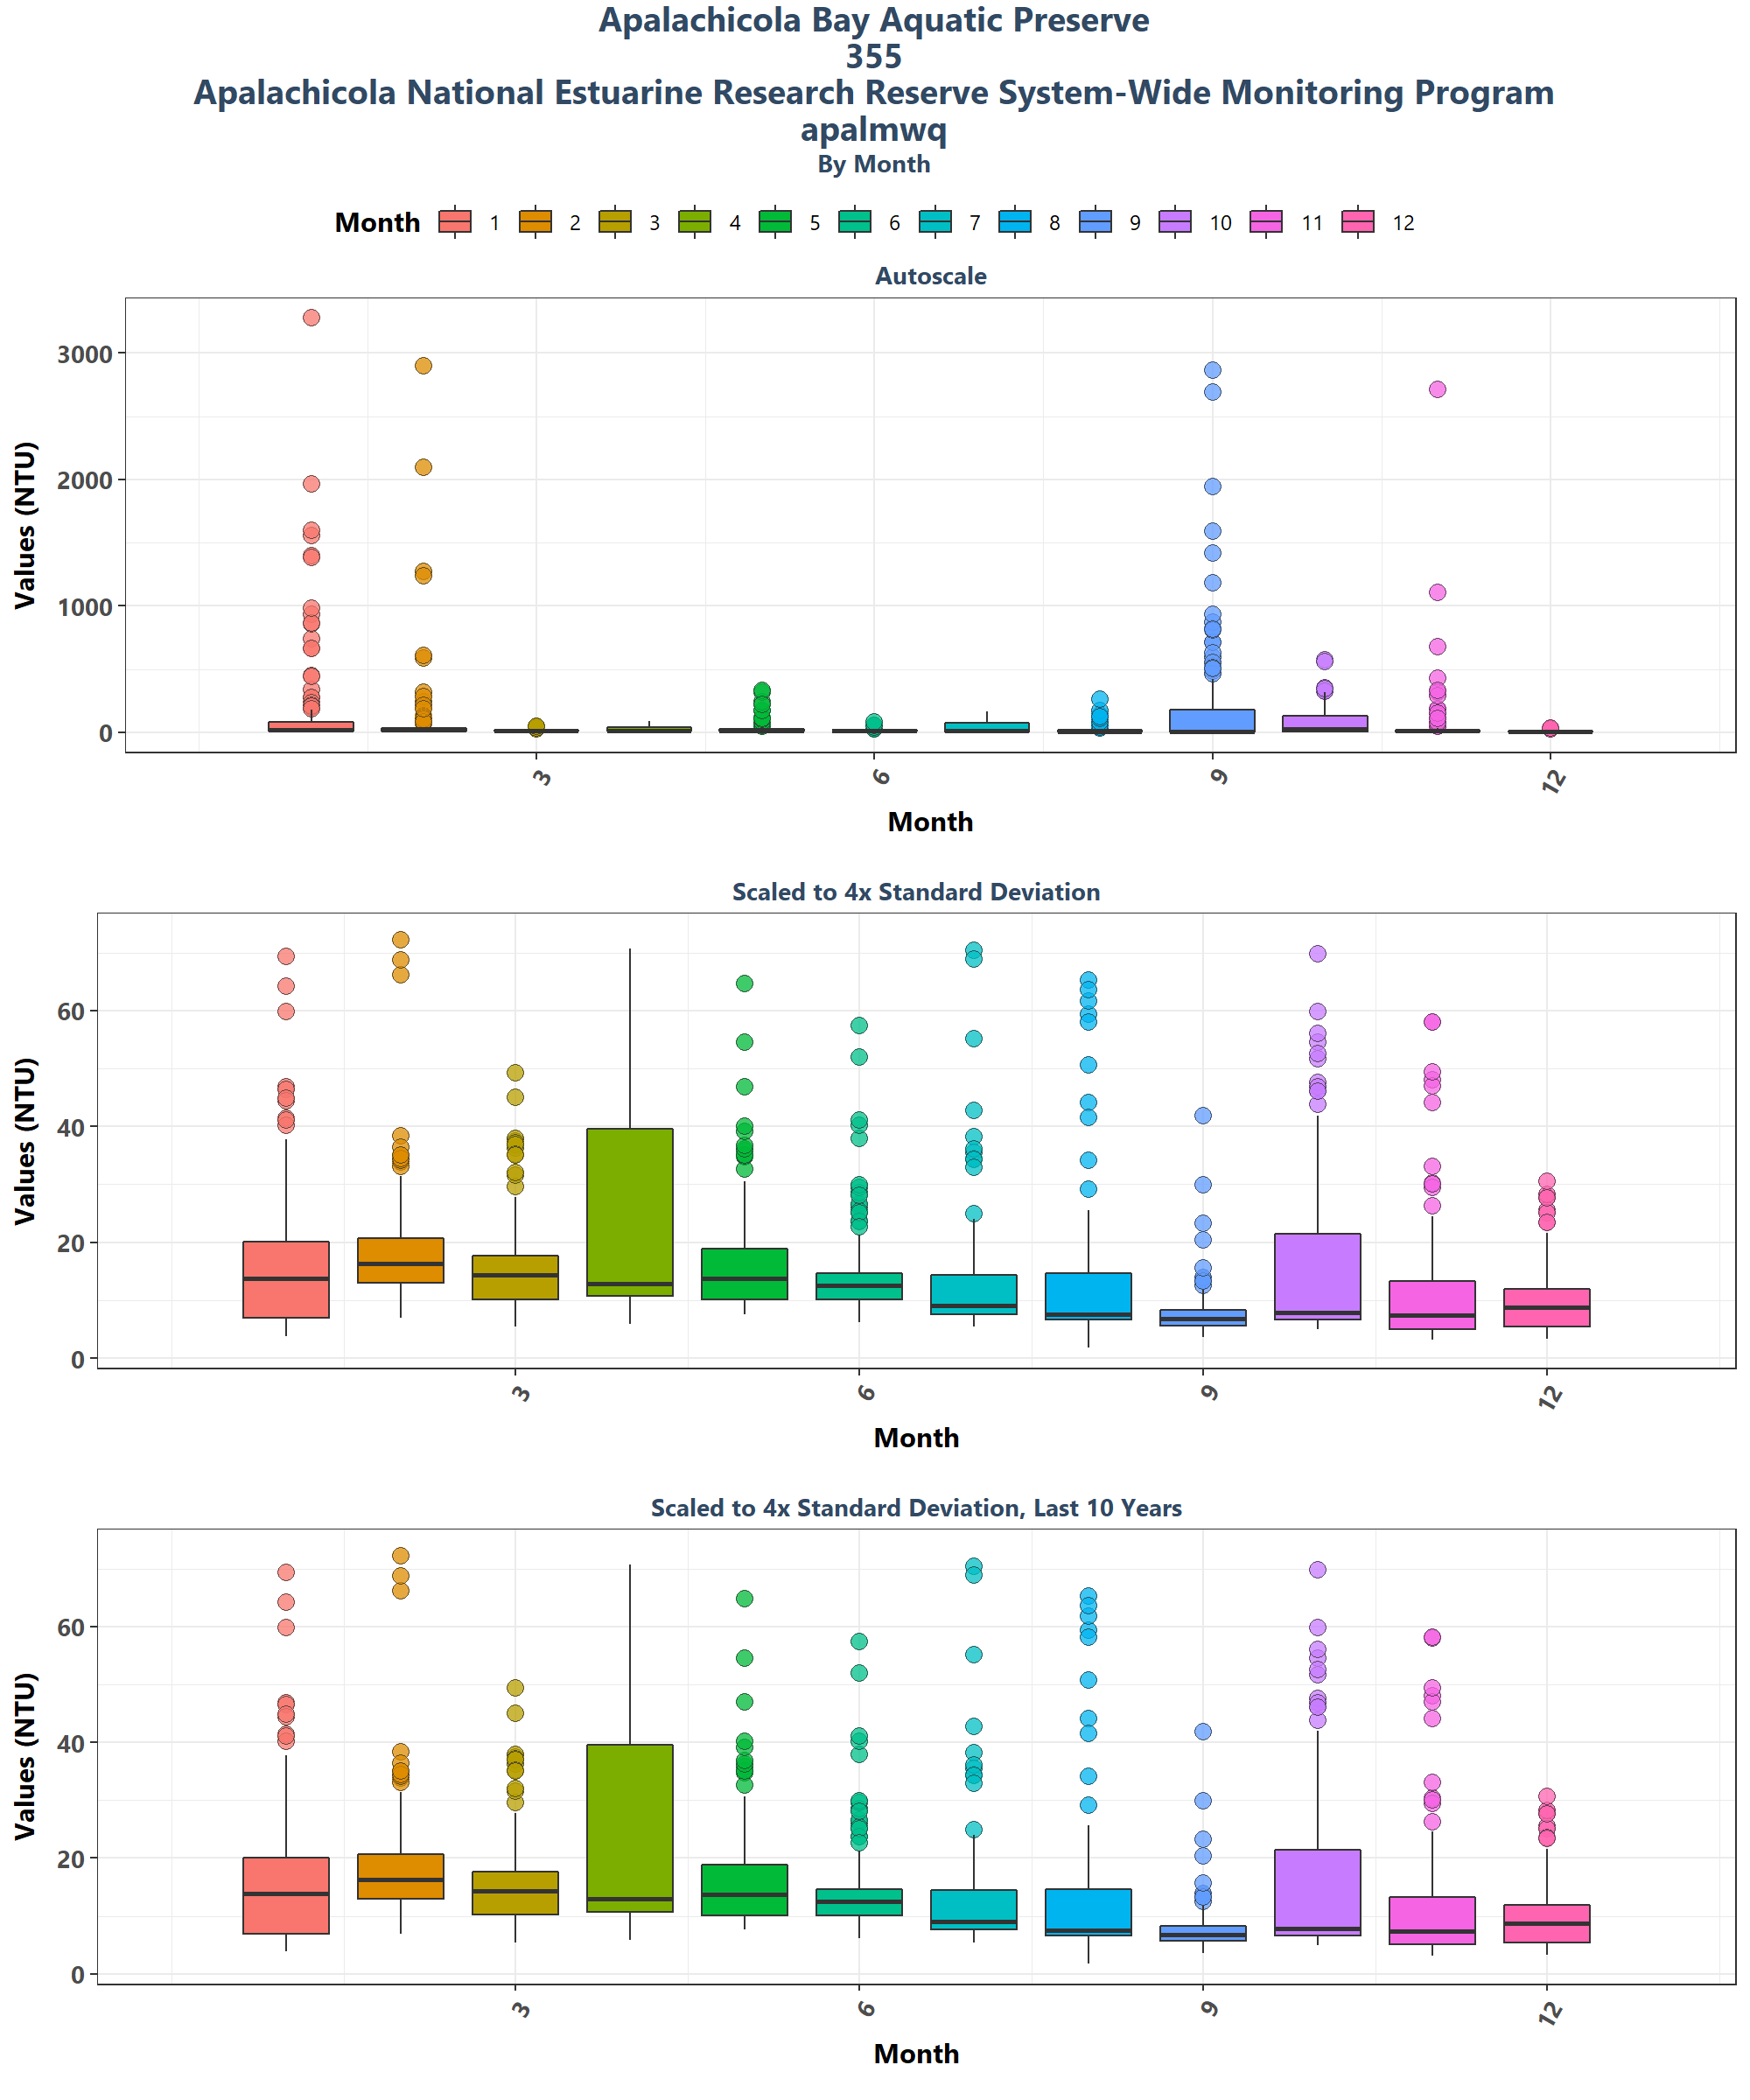 Apalachicola Bay Aquatic Preserve
355
Apalachicola National Estuarine Research Reserve System-Wide Monitoring Program
apalmwq
By Month
Month 1 2 3 4 5 6 7 8 9 10 11 12
Autoscale
Values (NTU)
3000
2000
1000
0
3 6 9 12
Month
Scaled to 4x Standard Deviation
Values (NTU)
60
40
20
0
3 6 9 12
Month
Scaled to 4x Standard Deviation, Last 10 Years
Values (NTU)
60
40
20
0
3 6 9 12
Month